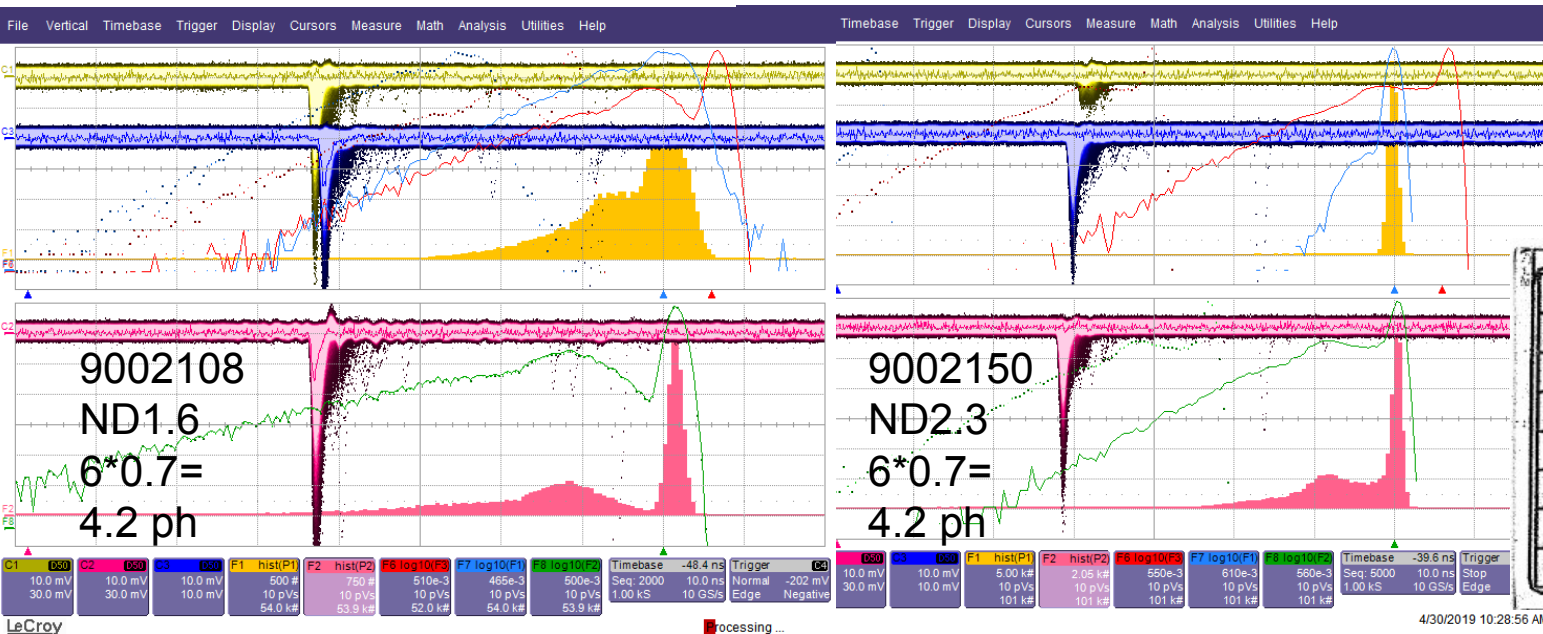 File Vertical Timebase Trigger Display Cursors Measure Math Analysis Utilities Help
C1
C3
F1
C2
F2
F8
9002108
ND1.6
6*0.7=
4.2 ph
C1 D50
10.0 mV
30.0 mV
C2 D50
10.0 mV
30.0 mV
D50
10.0 mV
10.0 mV
F1 hist(P1)
500 #
10 pVs
54.0 k#
F2 hist(P2)
750 #
10 pVs
53.9 k#
F6 log10(F3)
510e-3
10 pVs
52.0 k#
F7 log10(F1)
465e-3
10 pVs
54.0 k#
F8 log10(F2)
500e-3
10 pVs
53.9 k#
Timebase -48.4 ns
Seq: 2000 10.0 ns
1.00 kS 10 GS/s
Trigger C4
Normal -202 mV
Edge Negative
LeCroy
Processing ...
Timebase Trigger Display Cursors Measure Math Analysis Utilities Help
9002150
ND2.3
6*0.7=
4.2 ph
D50
10.0 mV
30.0 mV
D50
10.0 mV
10.0 mV
F1 hist(P1)
5.00 k#
10 pVs
101 k#
F2 hist(P2)
2.05 k#
10 pVs
101 k#
F6 log10(F3)
550e-3
10 pVs
101 k#
F7 log10(F1)
610e-3
10 pVs
101 k#
F8 log10(F2)
560e-3
10 pVs
101 k#
Timebase -39.6 ns
Seq: 5000 10.0 ns
1.00 kS 10 GS/s
Trigger
Stop
Edge
4/30/2019 10:28:56 AM